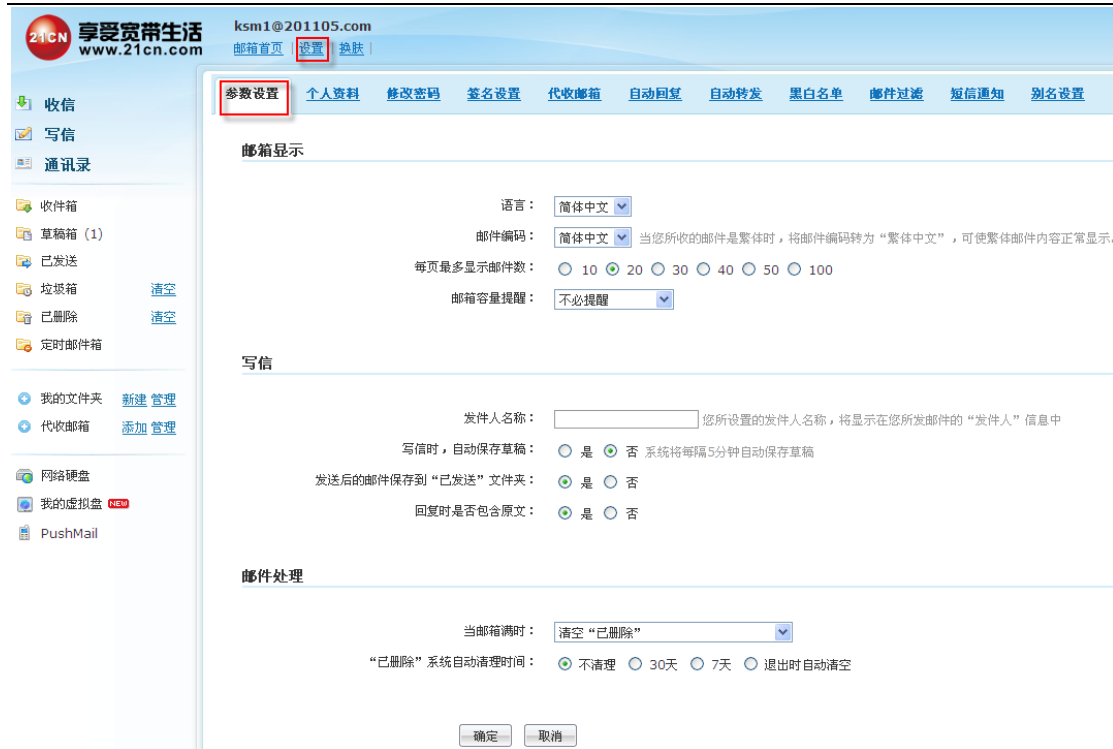 21CN 享受宽带生活
www.21cn.com
ksm1@201105.com
邮箱首页 | 设置 | 换肤 |
收信
写信
通讯录
收件箱
草稿箱 (1)
已发送
垃圾箱 清空
已删除 清空
定时邮件箱
我的文件夹 新建 管理
代收邮箱 添加 管理
网络硬盘
我的虚拟盘 NEW
PushMail
参数设置 个人资料 修改密码 签名设置 代收邮箱 自动回复 自动转发 黑白名单 邮件过滤 短信通知 别名设置
邮箱显示
语言： 简体中文
邮件编码： 简体中文 当您所收的邮件是繁体时，将邮件编码转为“繁体中文”，可使繁体邮件内容正常显示。
每页最多显示邮件数： 10 20 30 40 50 100
邮箱容量提醒： 不必提醒
写信
发件人名称： 您所设置的发件人名称，将显示在您所发邮件的“发件人”信息中
写信时，自动保存草稿： 是 否 系统将每隔5分钟自动保存草稿
发送后的邮件保存到“已发送”文件夹： 是 否
回复时是否包含原文： 是 否
邮件处理
当邮箱满时： 清空“已删除”
“已删除”系统自动清理时间： 不清理 30天 7天 退出时自动清空
确定 取消